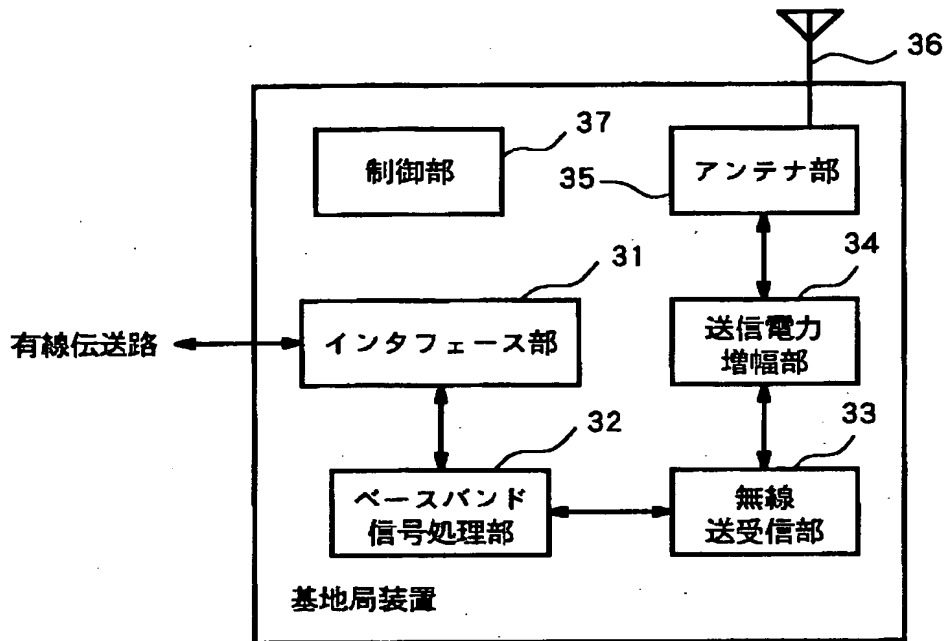 36
37
制御部
35
アンテナ部
31
34
有線伝送路
インタフェース部
送信電力
増幅部
32
33
ベースバンド
信号処理部
無線
送受信部
基地局装置